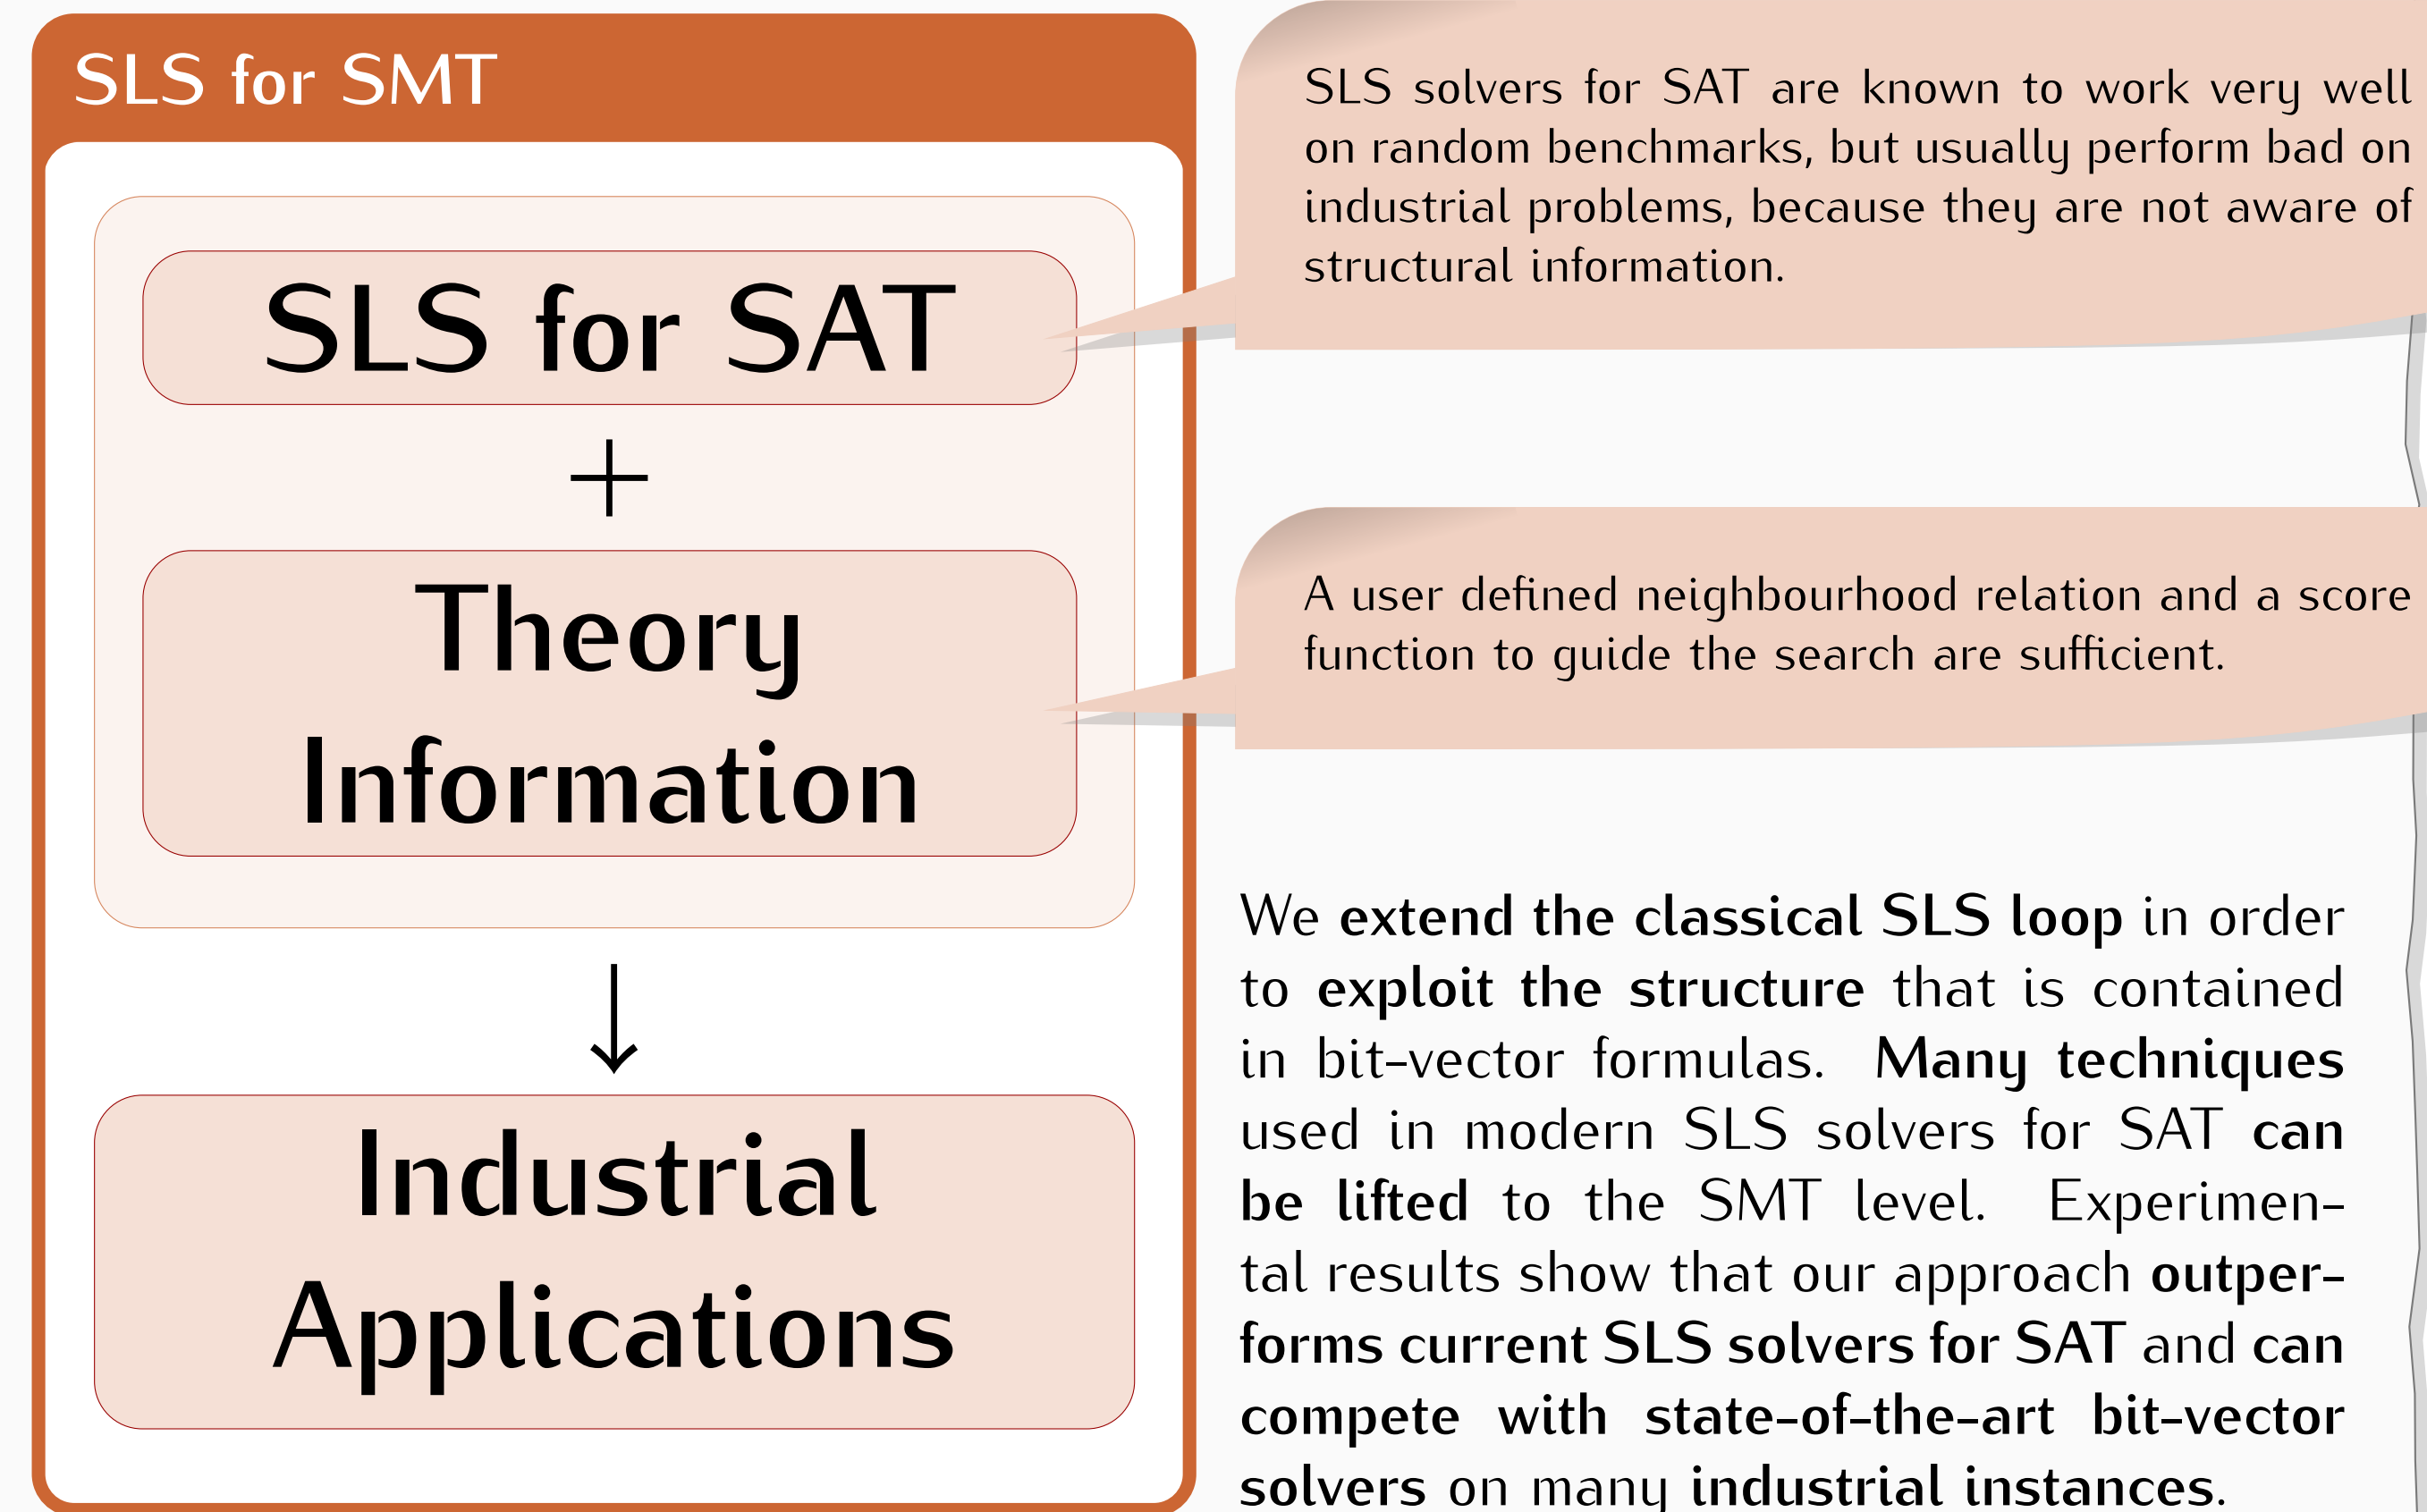 SLS for SMT
SLS for SAT
+
Theory
Information
↓
Industrial
Applications
SLS solvers for SAT are known to work very well
on random benchmarks, but usually perform bad on
industrial problems, because they are not aware of
structural information.
A user defined neighbourhood relation and a score
function to guide the search are sufficient.
We extend the classical SLS loop in order
to exploit the structure that is contained
in bit-vector formulas. Many techniques
used in modern SLS solvers for SAT can
be lifted to the SMT level. Experimen-
tal results show that our approach outper-
forms current SLS solvers for SAT and can
compete with state-of-the-art bit-vector
solvers on many industrial instances.